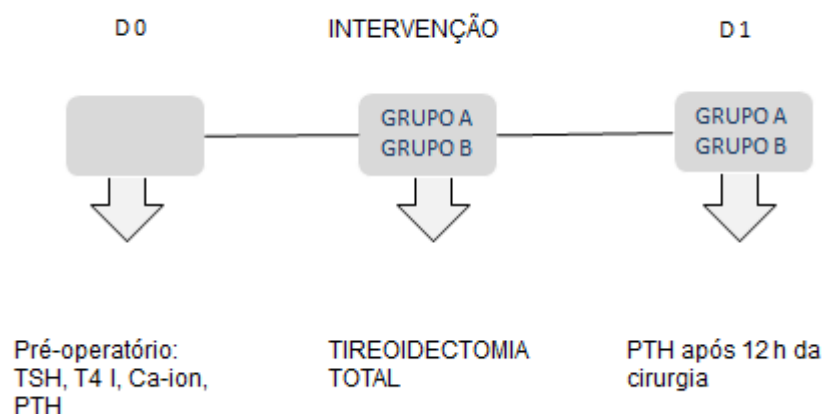 D 0
INTERVENÇÃO
D 1
GRUPO A
GRUPO B
GRUPO A
GRUPO B
Pré-operatório:
TSH, T4 I, Ca-ion,
PTH
TIREOIDECTOMIA
TOTAL
PTH após 12 h da
cirurgia